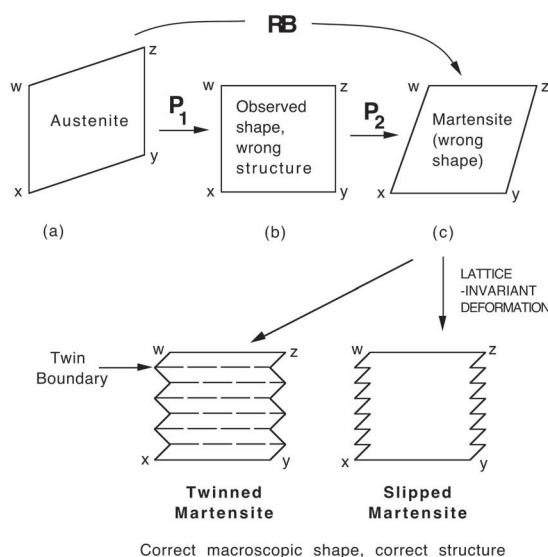 RB
w
z
Austenite
x
y
P1
w
z
Observed
shape,
wrong
structure
x
y
P2
w
z
Martensite
(wrong
shape)
x
y
(a)
(b)
(c)
LATTICE
-INVARIANT
DEFORMATION
Twin
Boundary
w
z
x
y
w
z
x
y
Twinned
Martensite
Slipped
Martensite
Correct macroscopic shape, correct structure